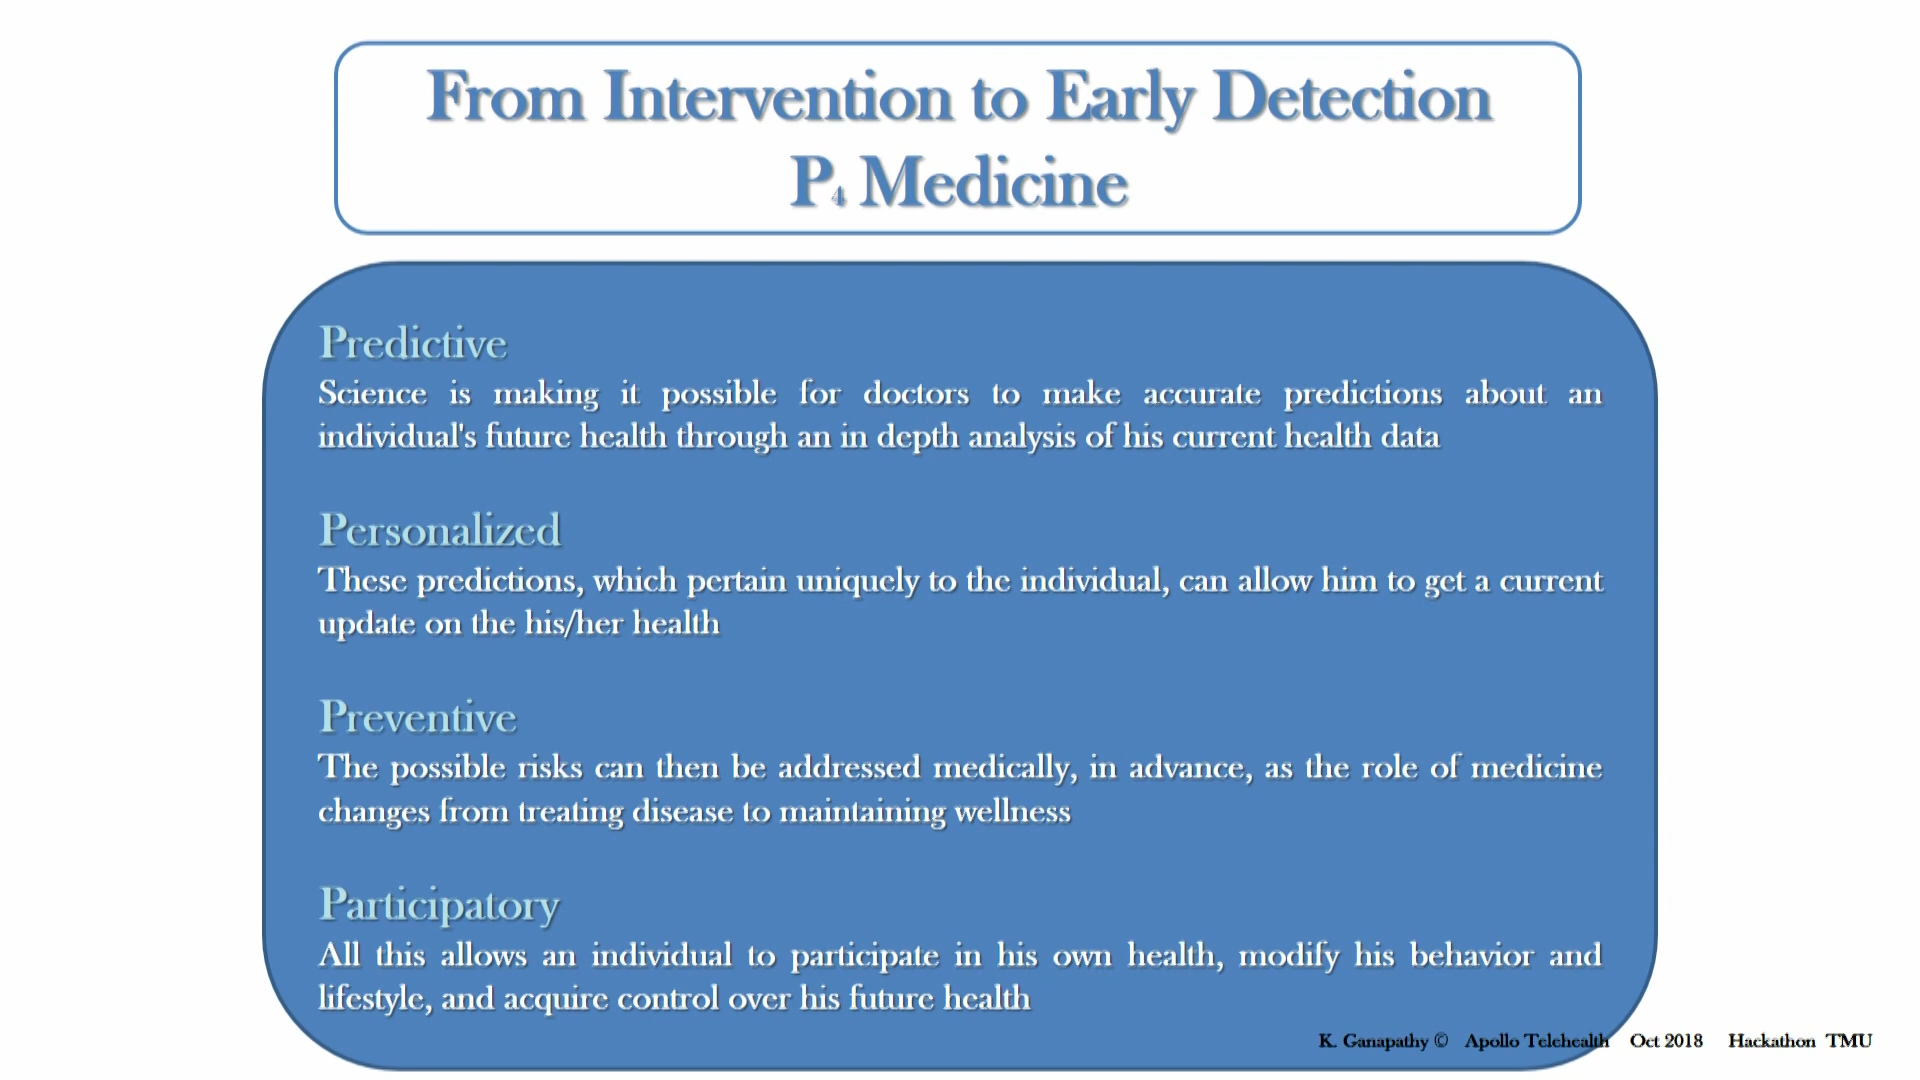 From Intervention to Early Detection
P₄ Medicine
Predictive
Science is making it possible for doctors to make accurate predictions about an
individual's future health through an in depth analysis of his current health data
Personalized
These predictions, which pertain uniquely to the individual, can allow him to get a current
update on the his/her health
Preventive
The possible risks can then be addressed medically, in advance, as the role of medicine
changes from treating disease to maintaining wellness
Participatory
All this allows an individual to participate in his own health, modify his behavior and
lifestyle, and acquire control over his future health
K. Ganapathy © Apollo Telehealth Oct 2018 Hackathon TMU